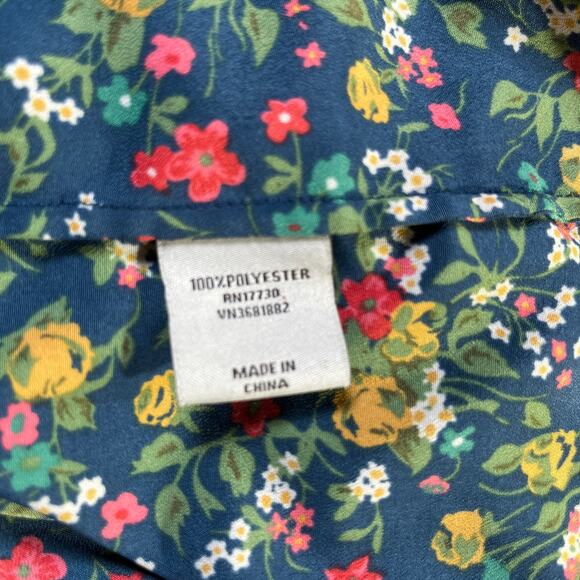 100%POLYESTER
RN17730
VN3681882
MADE IN
CHINA